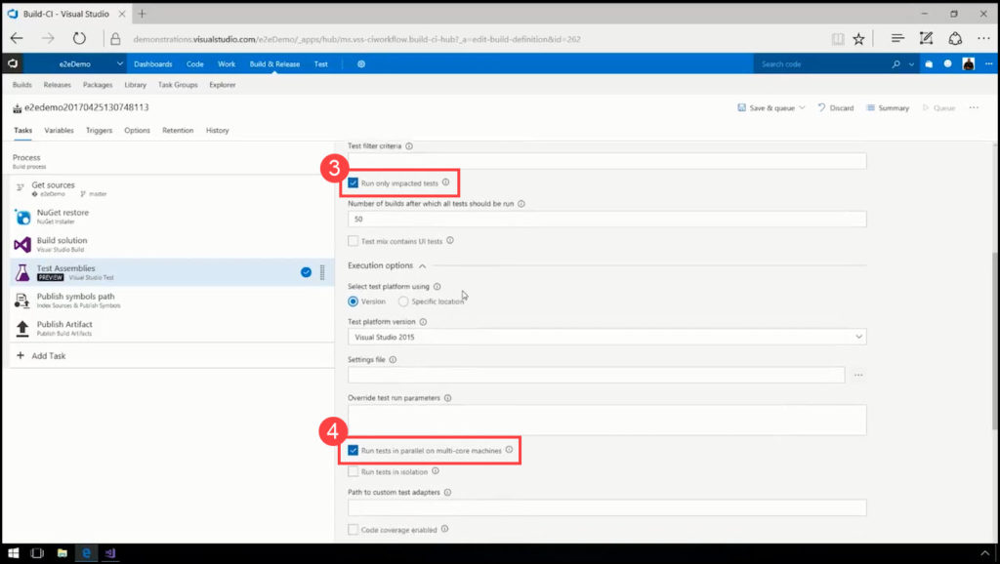 Build-CI - Visual Studio
demonstrations.visualstudio.com/e2eDemo/_apps/hub/ms.vss-ciworkflow.build-ci-hub?_a=edit-build-definition&id=262
e2eDemo Dashboards Code Work Build & Release Test Search code
Builds Releases Packages Library Task Groups Explorer
e2edemo20170425130748113 Save & queue Discard Summary Queue
Tasks Variables Triggers Options Retention History
Process
Build process
Get sources
e2eDemo master
NuGet restore
NuGet Installer
Build solution
Visual Studio Build
Test Assemblies
PREVIEW Visual Studio Test
Publish symbols path
Index Sources & Publish Symbols
Publish Artifact
Publish Build Artifacts
+ Add Task
Test filter criteria
3
Run only impacted tests
Number of builds after which all tests should be run
50
Test mix contains UI tests
Execution options
Select test platform using
Version Specific location
Test platform version
Visual Studio 2015
Settings file
...
Override test run parameters
4
Run tests in parallel on multi-core machines
Run tests in isolation
Path to custom test adapters
Code coverage enabled